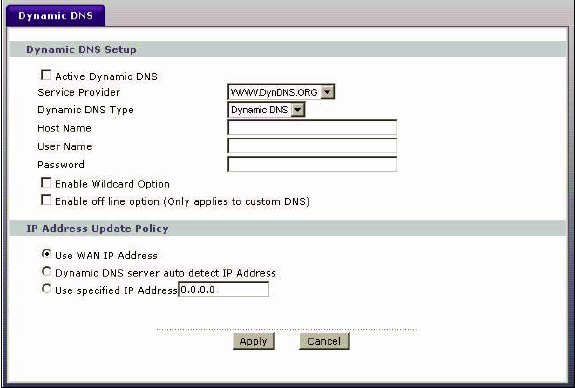 Dynamic DNS
Dynamic DNS Setup
Active Dynamic DNS
Service Provider WWW.DynDNS.ORG
Dynamic DNS Type Dynamic DNS
Host Name
User Name
Password
Enable Wildcard Option
Enable off line option (Only applies to custom DNS)
IP Address Update Policy
Use WAN IP Address
Dynamic DNS server auto detect IP Address
Use specified IP Address 0.0.0.0
Apply Cancel